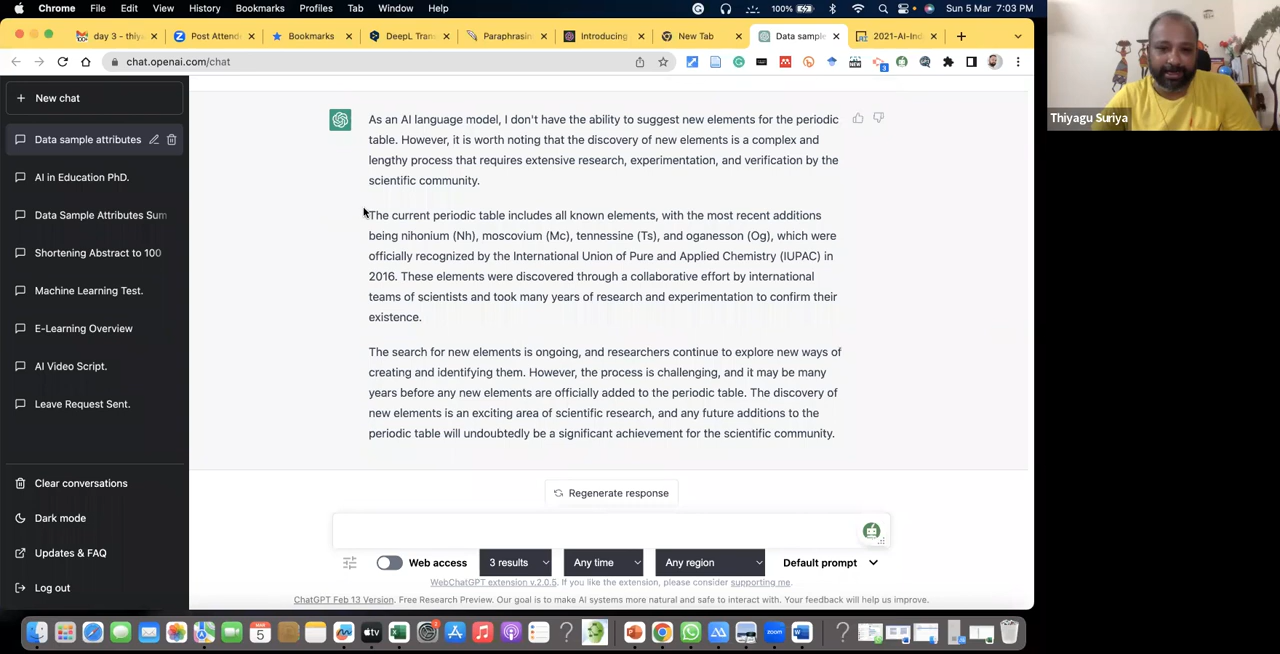 Chrome File Edit View History Bookmarks Profiles Tab Window Help 100% Sun 5 Mar 7:03 PM
day 3 - thiy Post Attend Bookmarks DeepL Tran Paraphrasin Introducing New Tab Data sample 2021-AI-Ind
chat.openai.com/chat
Thiyagu Suriya
New chat
Data sample attributes
AI in Education PhD.
Data Sample Attributes Sum
Shortening Abstract to 100
Machine Learning Test.
E-Learning Overview
AI Video Script.
Leave Request Sent.
Clear conversations
Dark mode
Updates & FAQ
Log out
As an AI language model, I don't have the ability to suggest new elements for the periodic
table. However, it is worth noting that the discovery of new elements is a complex and
lengthy process that requires extensive research, experimentation, and verification by the
scientific community.
The current periodic table includes all known elements, with the most recent additions
being nihonium (Nh), moscovium (Mc), tennessine (Ts), and oganesson (Og), which were
officially recognized by the International Union of Pure and Applied Chemistry (IUPAC) in
2016. These elements were discovered through a collaborative effort by international
teams of scientists and took many years of research and experimentation to confirm their
existence.
The search for new elements is ongoing, and researchers continue to explore new ways of
creating and identifying them. However, the process is challenging, and it may be many
years before any new elements are officially added to the periodic table. The discovery of
new elements is an exciting area of scientific research, and any future additions to the
periodic table will undoubtedly be a significant achievement for the scientific community.
Regenerate response
Web access 3 results Any time Any region Default prompt
WebChatGPT extension v.2.0.5. If you like the extension, please consider supporting me.
ChatGPT Feb 13 Version. Free Research Preview. Our goal is to make AI systems more natural and safe to interact with. Your feedback will help us improve.